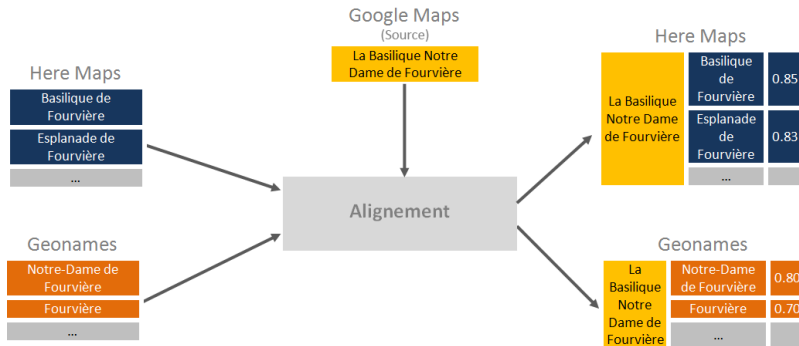 Google Maps
(Source)
La Basilique Notre
Dame de Fourvière
Here Maps
Basilique de
Fourvière
Esplanade de
Fourvière
...
Geonames
Notre-Dame de
Fourvière
Fourvière
...
Alignement
Here Maps
La Basilique
Notre Dame
de Fourvière
Basilique
de
Fourvière
0.85
Esplanade
de
Fourvière
0.83
...
Geonames
La
Basilique
Notre
Dame de
Fourvière
Notre-Dame
de Fourvière
0.80
Fourvière
0.70
...